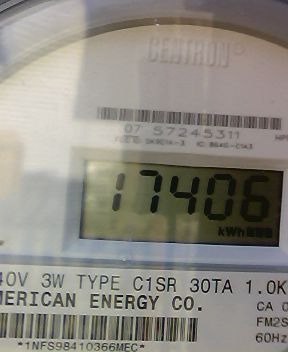 CENTRON®
07 57245311
17406
kWh
40V 3W TYPE C1SR 30TA 1.0K
MERICAN ENERGY CO.
CA 0
FM2S
60Hz
*1NFS98410366MEC*